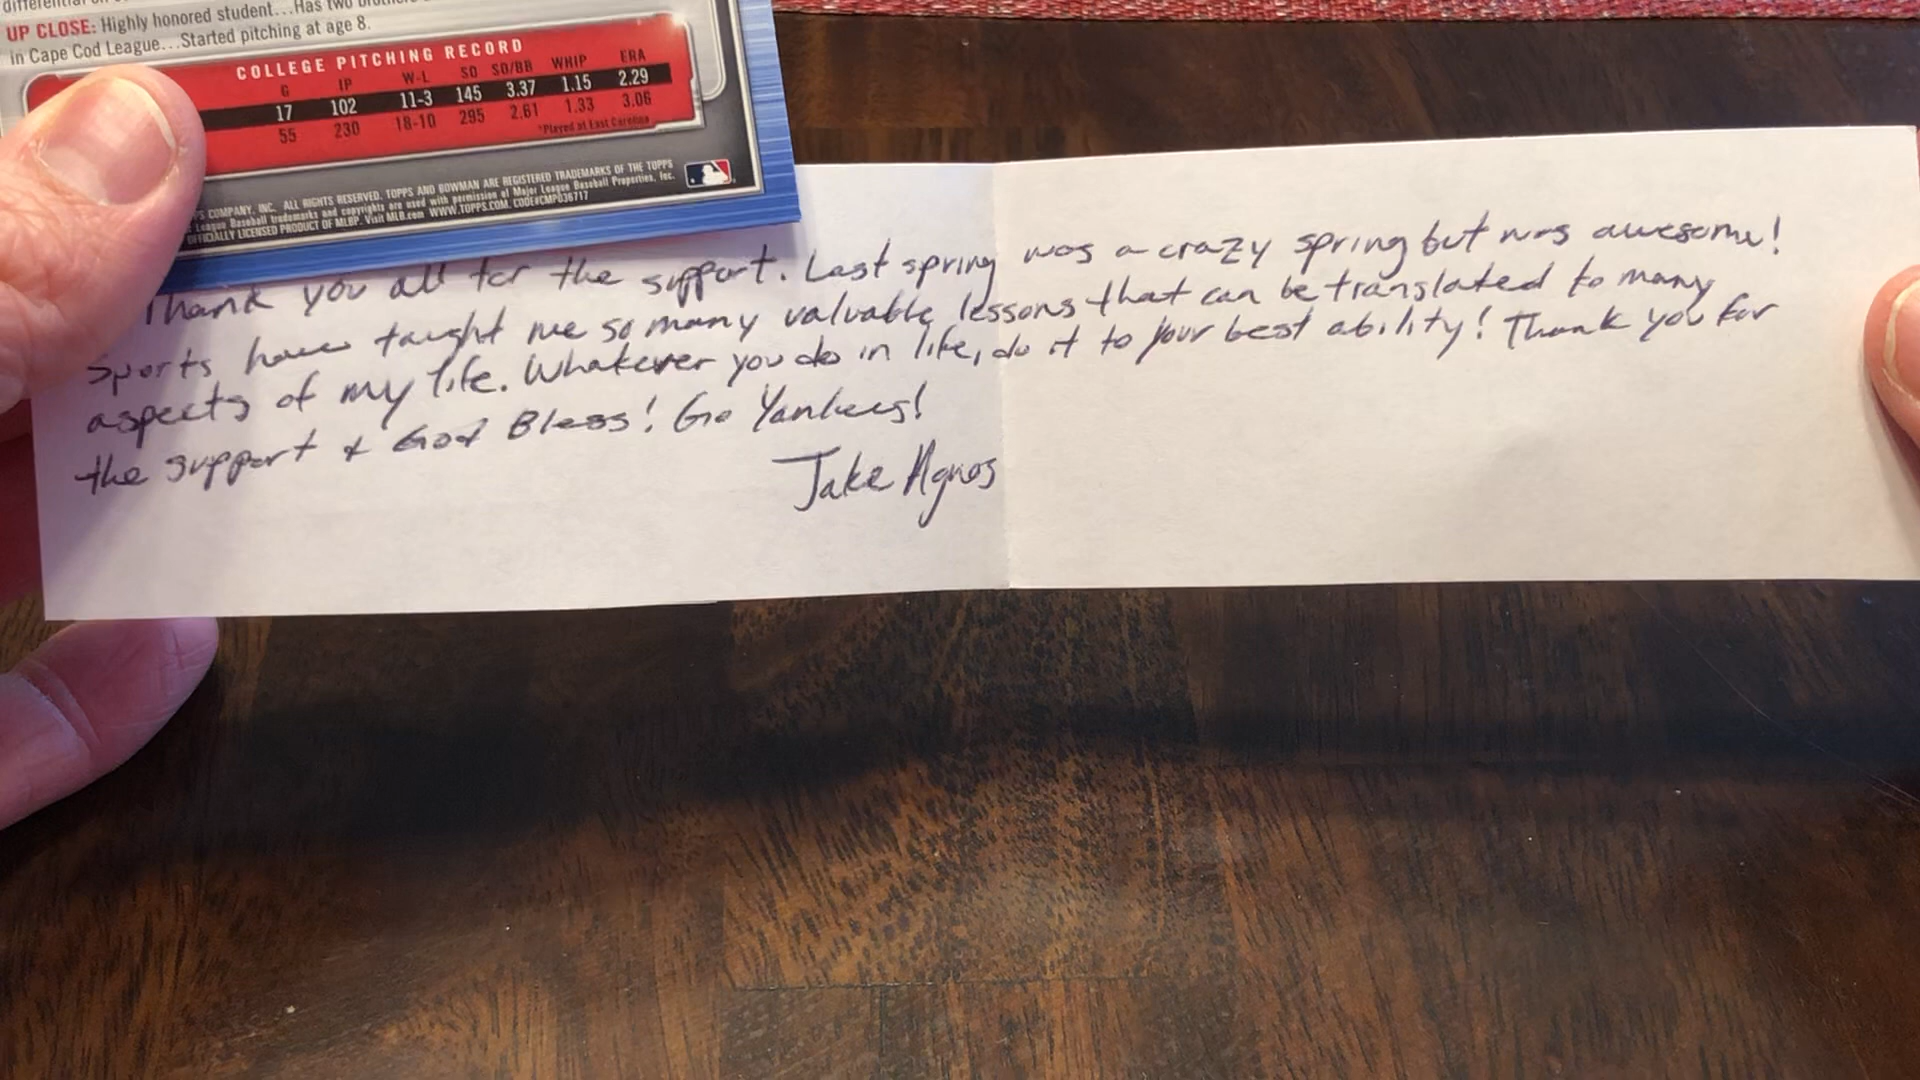 UP CLOSE: Highly honored student...Has two brothers
in Cape Cod League...Started pitching at age 8.
COLLEGE PITCHING RECORD
G IP W-L SO SO/BB WHIP ERA
17 102 11-3 145 3.37 1.15 2.29
55 230 18-10 295 2.61 1.33 3.06
*Played at East Carolina
COMPANY, INC. ALL RIGHTS RESERVED. TOPPS AND BOWMAN ARE REGISTERED TRADEMARKS OF THE TOPPS
League Baseball trademarks and copyrights are used with permission of Major League Baseball Properties, Inc.
OFFICIALLY LICENSED PRODUCT OF MLBP. Visit MLB.com WWW.TOPPS.COM. CODE#CMP036717
Thank you all for the support. Last spring was a crazy spring but was awesome!
Sports have taught me so many valuable lessons that can be translated to many
aspects of my life. Whatever you do in life, do it to your best ability! Thank you for
the support + God Bless! Go Yankees!
Jake Agnos